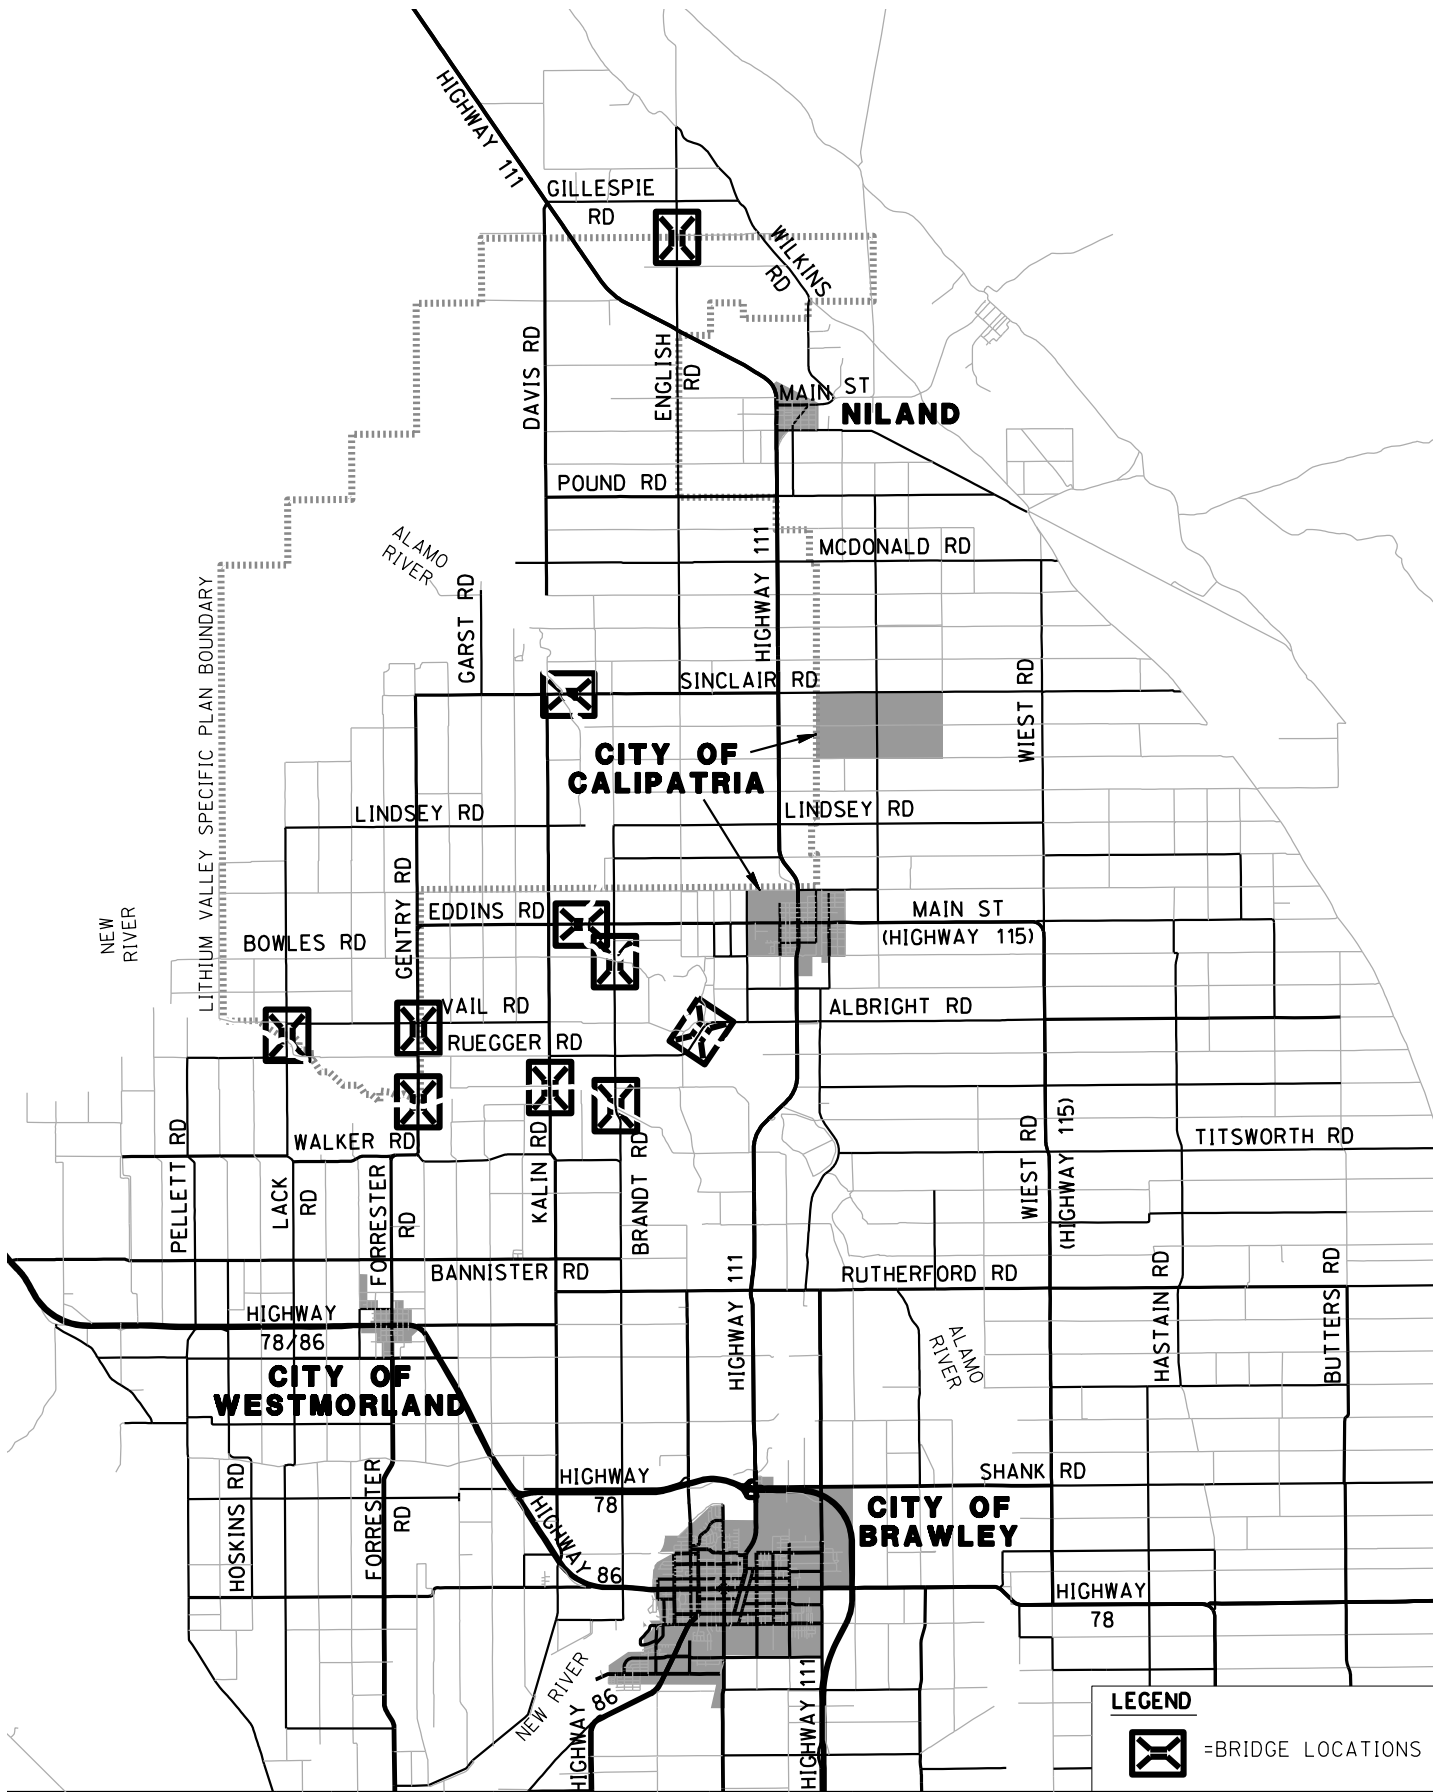 HIGHWAY 111
GILLESPIE
RD
WILKINS
RD
DAVIS RD
ENGLISH
RD
MAIN ST
NILAND
POUND RD
ALAMO
RIVER
HIGHWAY 111
MCDONALD RD
GARST RD
LITHIUM VALLEY SPECIFIC PLAN BOUNDARY
SINCLAIR RD
WIEST RD
CITY OF
CALIPATRIA
LINDSEY RD
LINDSEY RD
GENTRY RD
EDDINS RD
MAIN ST
(HIGHWAY 115)
NEW
RIVER
BOWLES RD
VAIL RD
ALBRIGHT RD
RUEGGER RD
WALKER RD
PELLETT RD
LACK
RD
FORRESTER
RD
KALIN RD
BRANDT RD
WIEST RD
(HIGHWAY 115)
TITSWORTH RD
BANNISTER RD
HIGHWAY 111
RUTHERFORD RD
HASTAIN RD
BUTTERS RD
HIGHWAY
78/86
ALAMO
RIVER
CITY OF
WESTMORLAND
HOSKINS RD
FORRESTER
RD
HIGHWAY
78
HIGHWAY 86
SHANK RD
CITY OF
BRAWLEY
HIGHWAY
78
NEW RIVER
HIGHWAY 86
HIGHWAY 111
LEGEND
=BRIDGE LOCATIONS